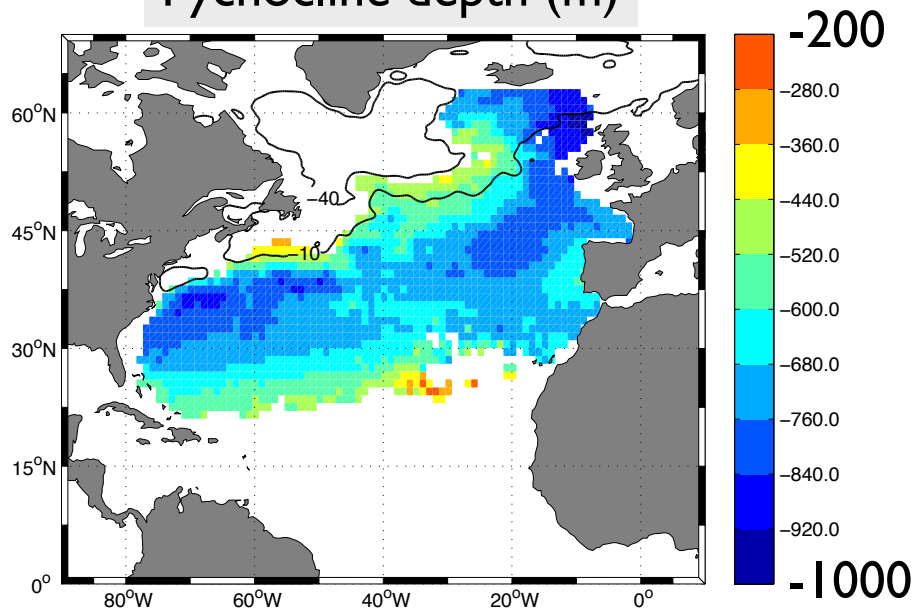 Pycnocline depth (m)
-200
−280.0
−360.0
−440.0
−520.0
−600.0
−680.0
−760.0
−840.0
−920.0
-1000
60°N
45°N
30°N
15°N
0°
−40
−10
80°W
60°W
40°W
20°W
0°